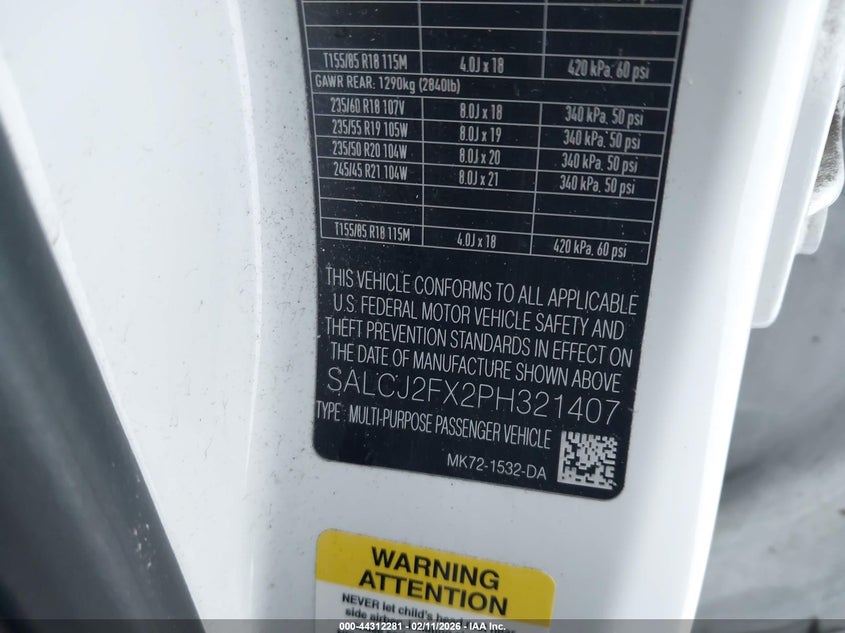 T155/85 R18 115M 4.0J x 18 420 kPa, 60 psi
GAWR REAR: 1290kg (2840lb)
235/60 R18 107V 8.0J x 18 340 kPa, 50 psi
235/55 R19 105W 8.0J x 19 340 kPa, 50 psi
235/50 R20 104W 8.0J x 20 340 kPa, 50 psi
245/45 R21 104W 8.0J x 21 340 kPa, 50 psi
T155/85 R18 115M 4.0J x 18 420 kPa, 60 psi
THIS VEHICLE CONFORMS TO ALL APPLICABLE
U.S. FEDERAL MOTOR VEHICLE SAFETY AND
THEFT PREVENTION STANDARDS IN EFFECT ON
THE DATE OF MANUFACTURE SHOWN ABOVE
SALCJ2FX2PH321407
TYPE : MULTI-PURPOSE PASSENGER VEHICLE
MK72-1532-DA
WARNING
ATTENTION
NEVER let child's head
side
000-44312281 - 02/11/2026 - IAA Inc.